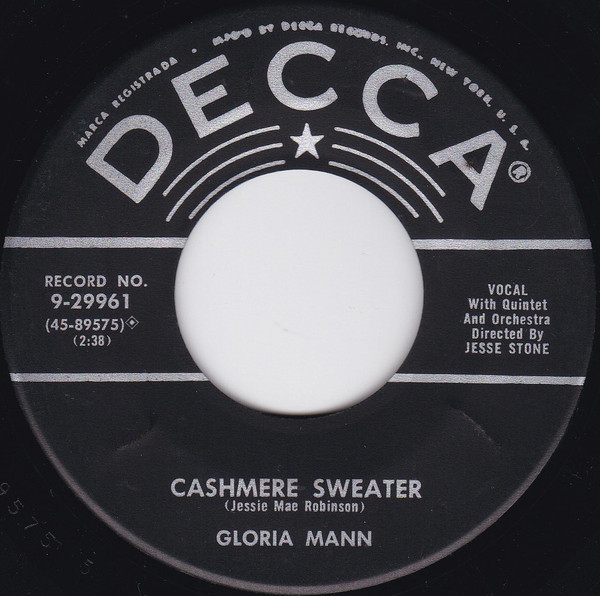 MARCA REGISTRADA • MF'D BY DECCA RECORDS, INC., NEW YORK, U.S.A.
DECCA®
RECORD NO.
9-29961
(45-89575)
(2:38)
VOCAL
With Quintet
And Orchestra
Directed By
JESSE STONE
CASHMERE SWEATER
(Jessie Mae Robinson)
GLORIA MANN